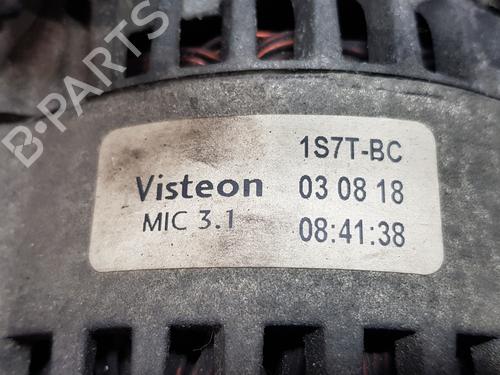 B-PARTS
1S7T-BC
Visteon 03 08 18
MIC 3.1 08:41:38